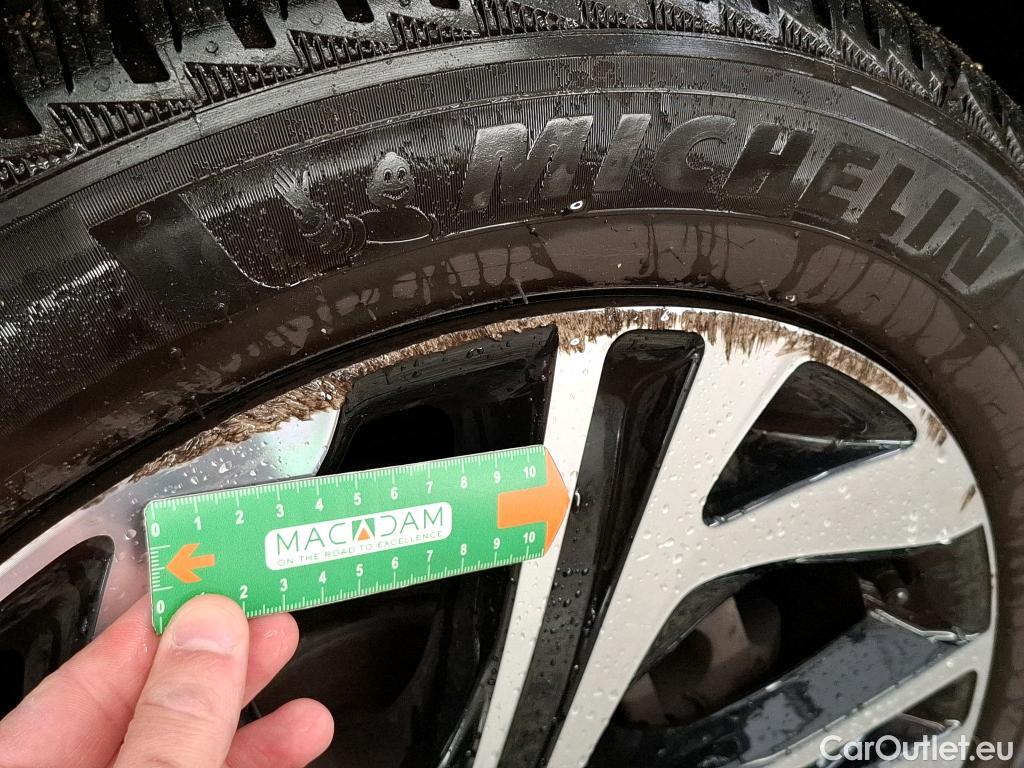 MICHELIN
0 1 2 3 4 5 6 7 8 9 10
MACADAM
ON THE ROAD TO EXCELLENCE
0 1 2 3 4 5 6 7 8 9 10
CarOutlet.eu